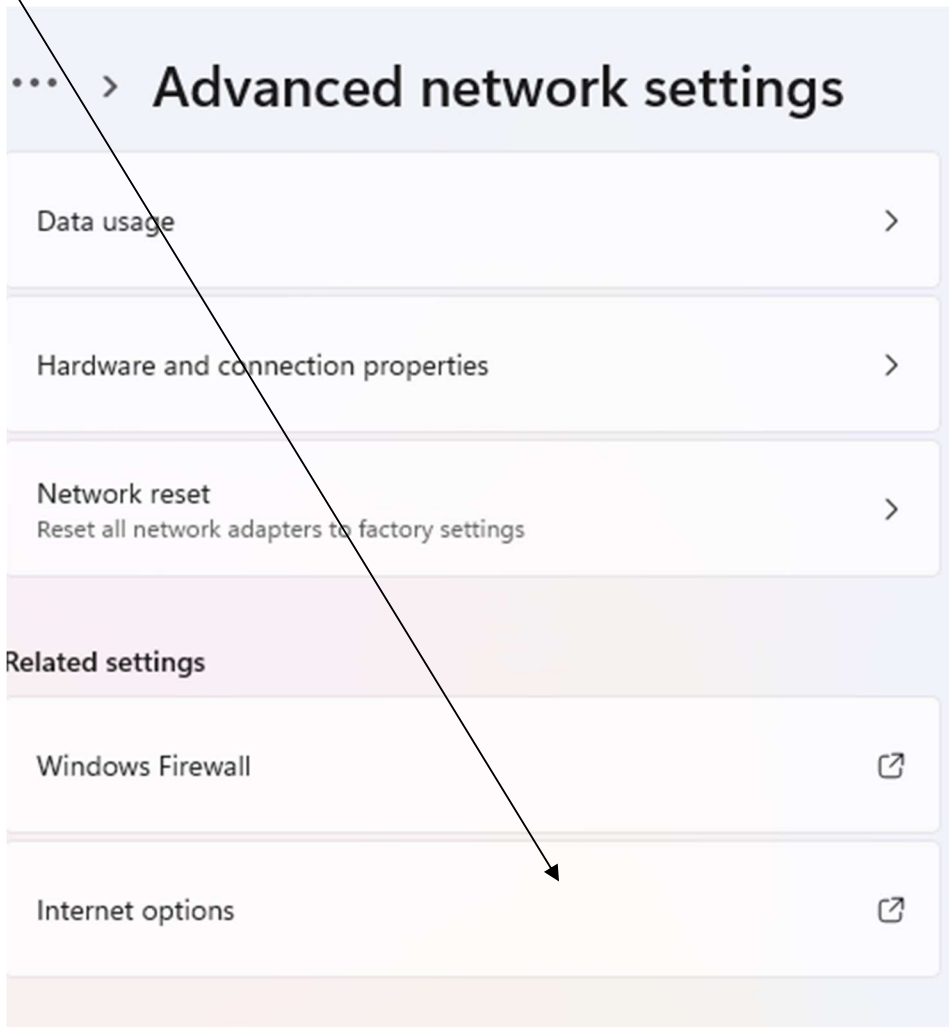 ... > Advanced network settings
Data usage
Hardware and connection properties
Network reset
Reset all network adapters to factory settings
Related settings
Windows Firewall
Internet options